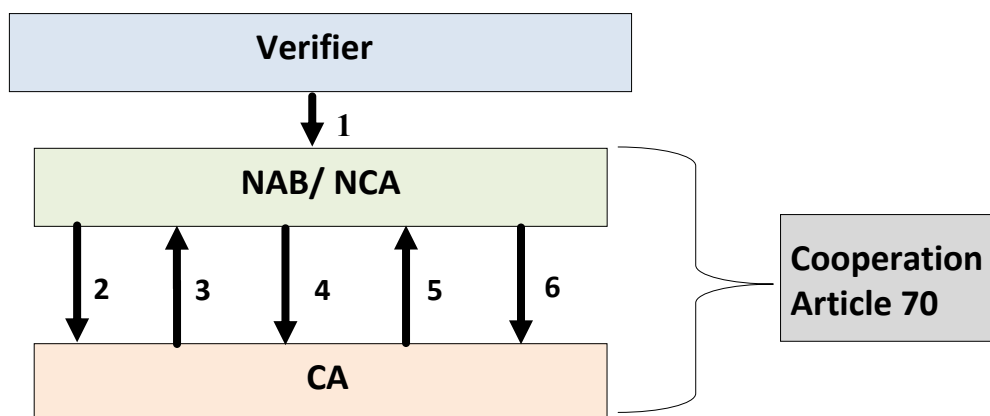 Verifier
1
NAB/ NCA
2
3
4
5
6
Cooperation
Article 70
CA